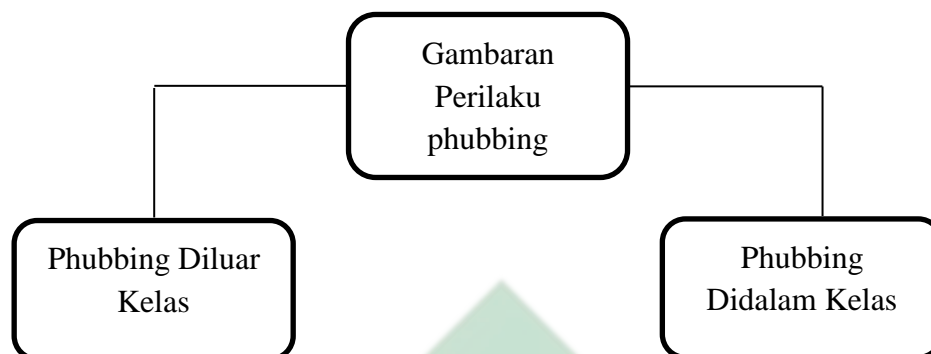 Gambaran
Perilaku
phubbing
Phubbing Diluar
Kelas
Phubbing
Didalam Kelas